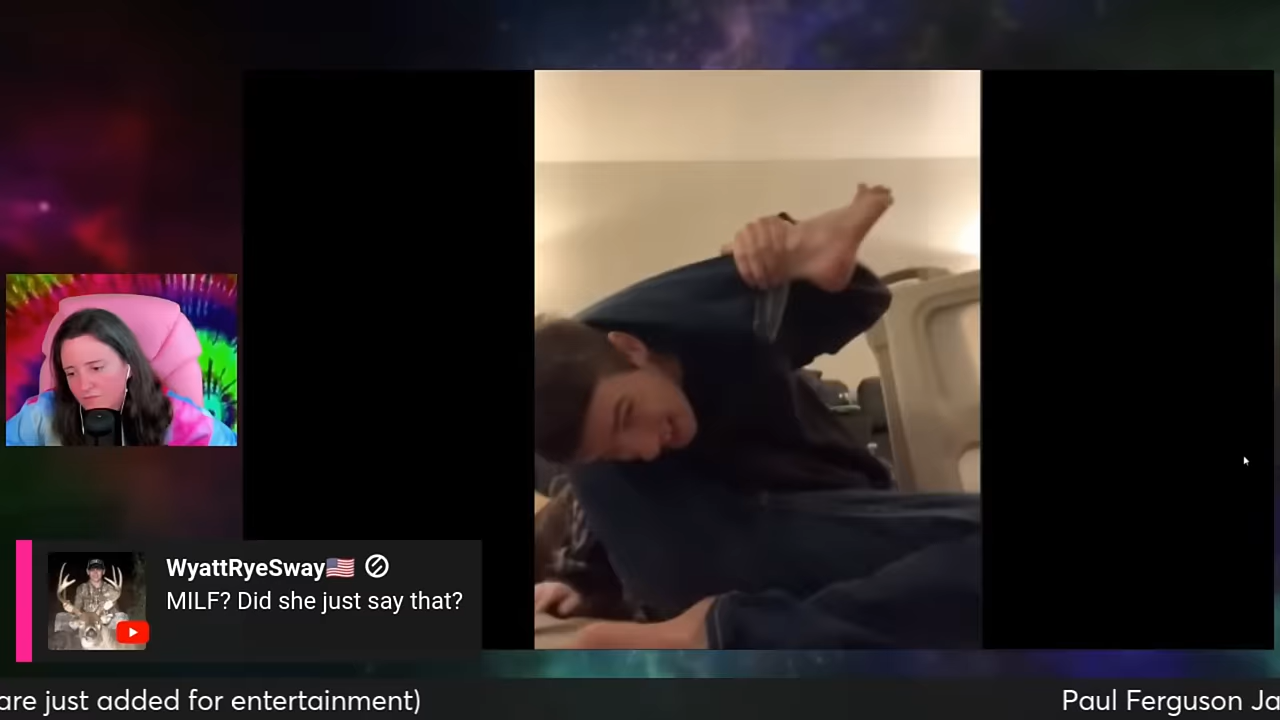 WyattRyeSway🇺🇸
MILF? Did she just say that?
are just added for entertainment)
Paul Ferguson Ja